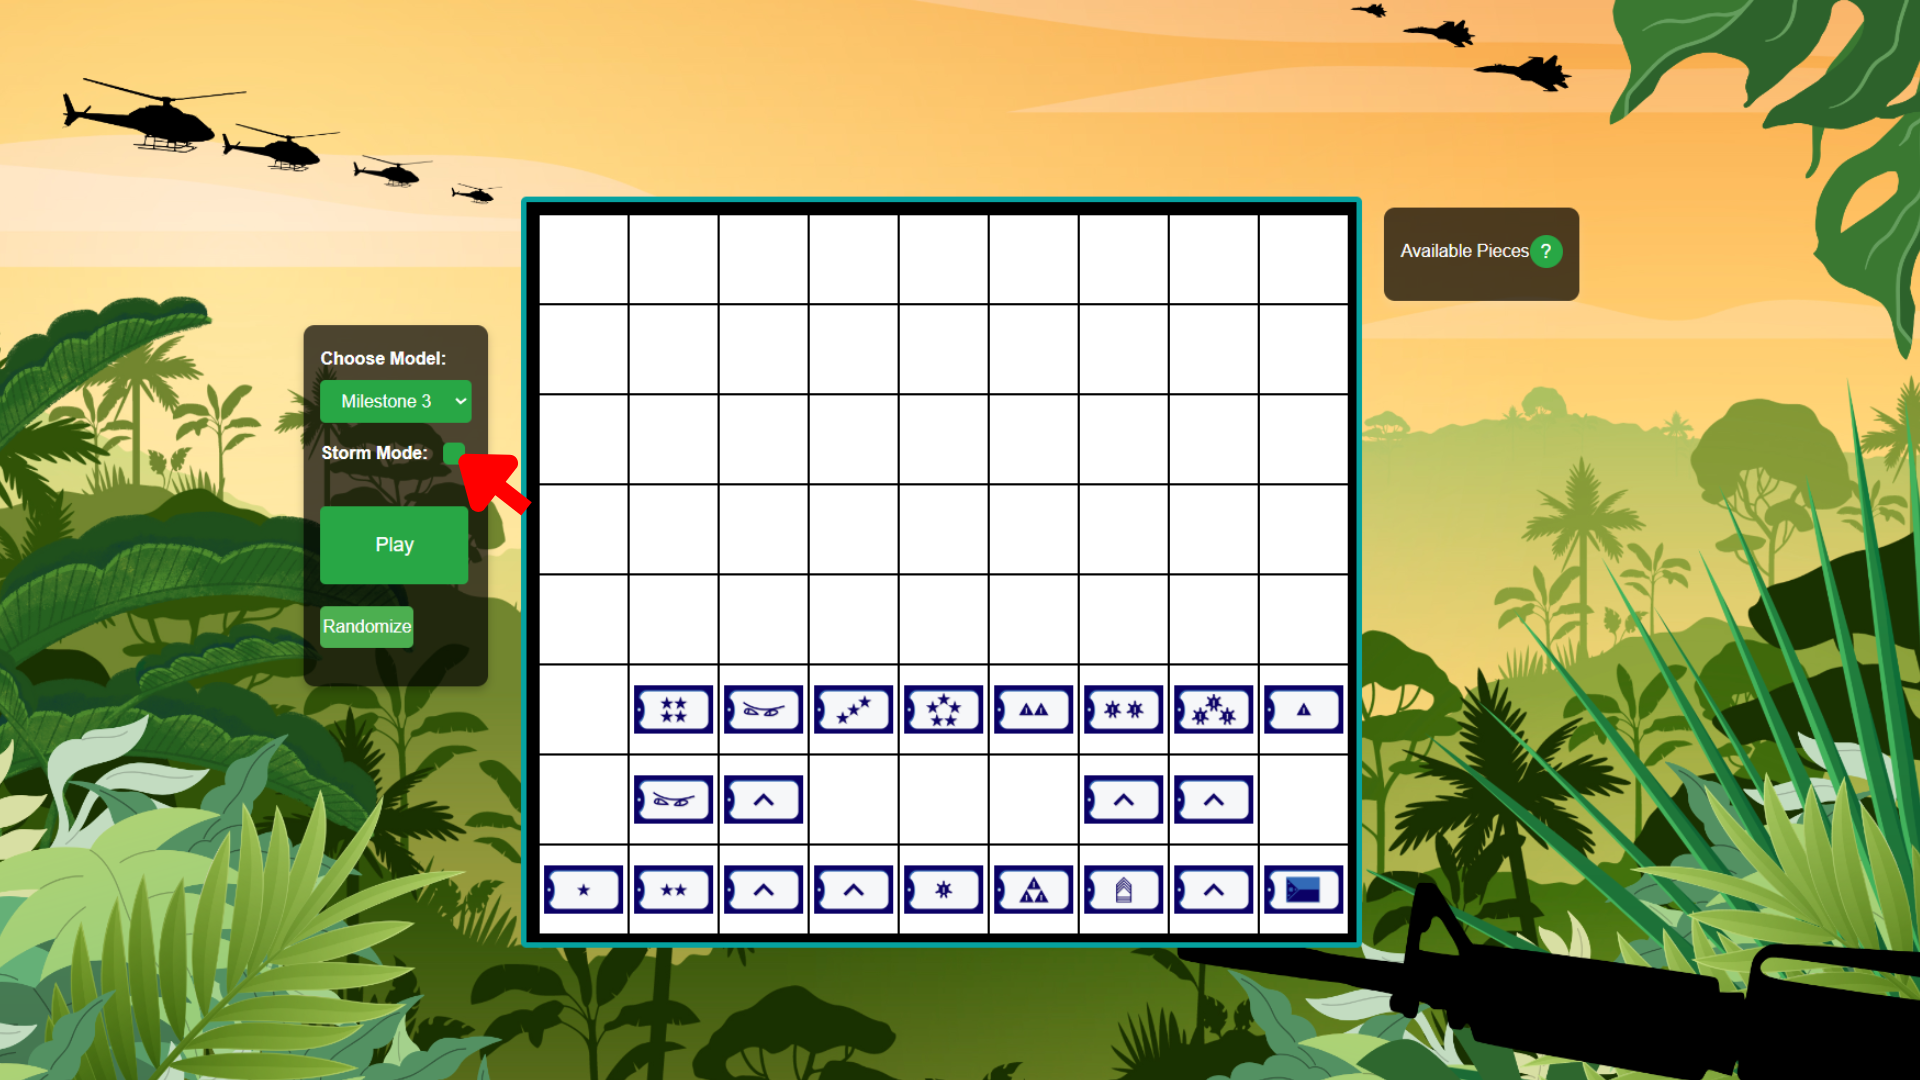 Available Pieces ?
Choose Model:
Milestone 3
Storm Mode:
Play
Randomize